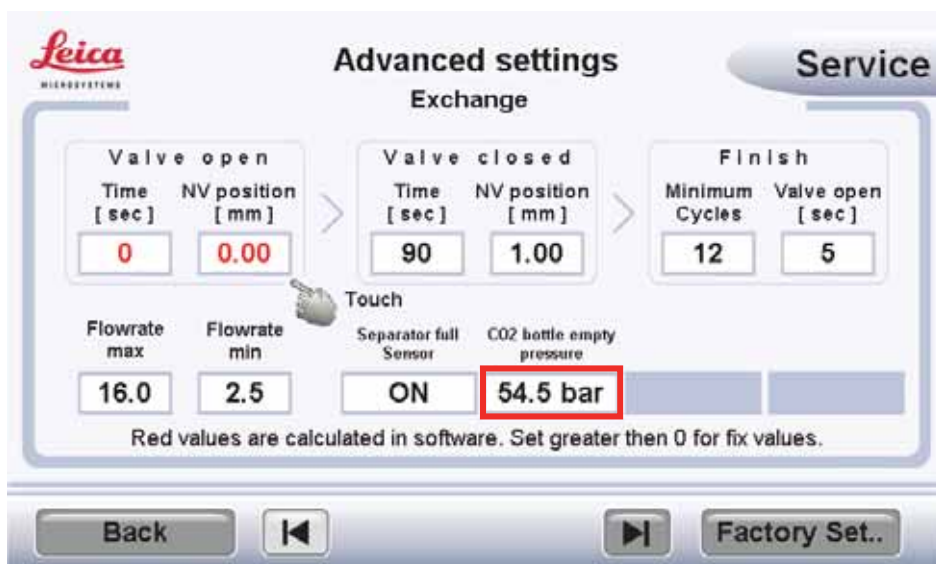 Leica
MICROSYSTEMS
Advanced settings
Service
Exchange
Valve open
Valve closed
Finish
Time [ sec ]
NV position [ mm ]
Time [ sec ]
NV position [ mm ]
Minimum Cycles
Valve open [ sec ]
0
0.00
90
1.00
12
5
Touch
Flowrate max
Flowrate min
Separator full Sensor
CO2 bottle empty pressure
16.0
2.5
ON
54.5 bar
Red values are calculated in software. Set greater then 0 for fix values.
Back
Factory Set..